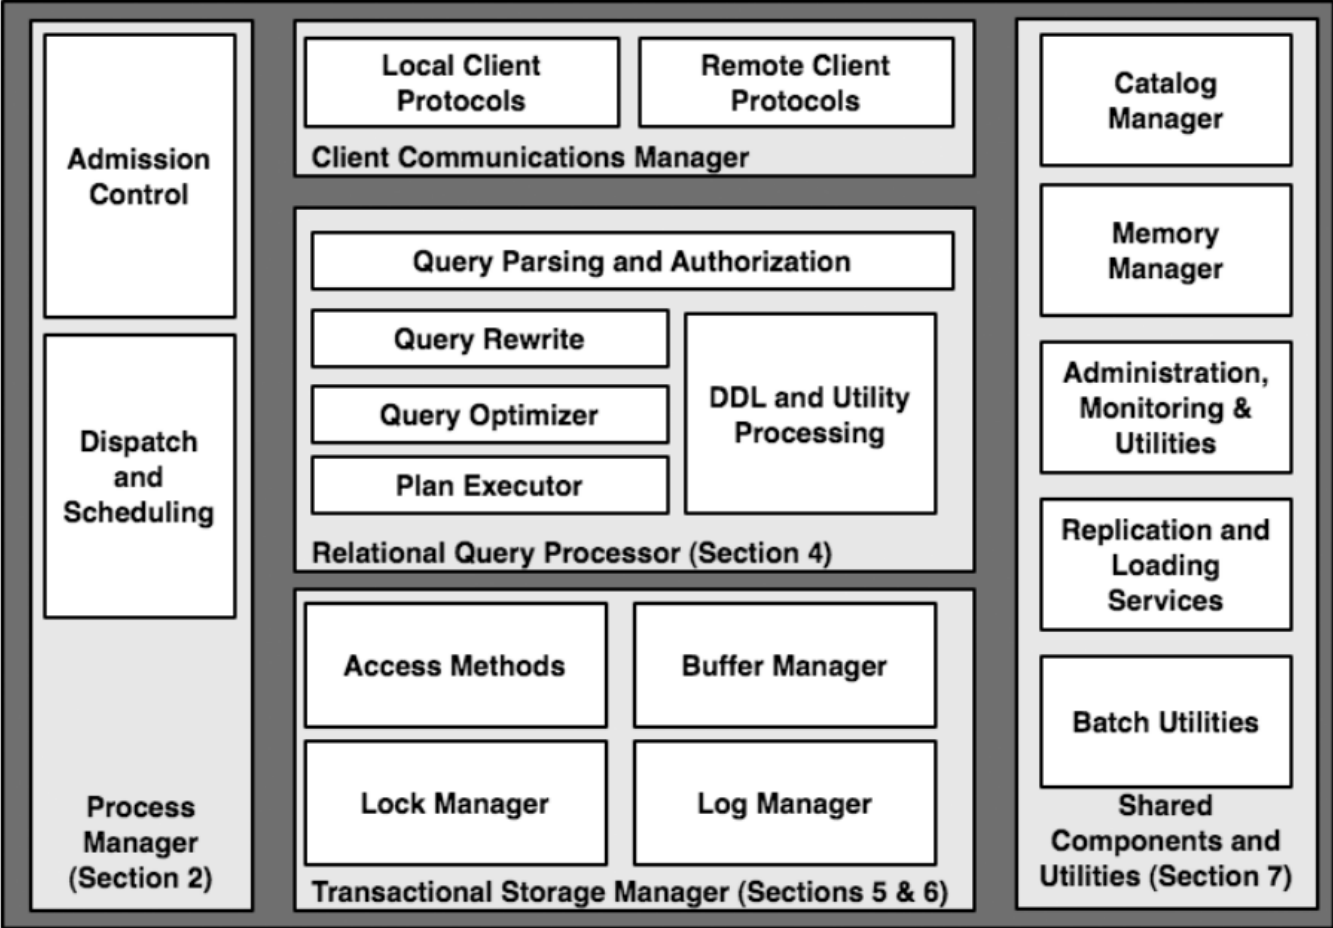 Admission
Control
Dispatch
and
Scheduling
Process
Manager
(Section 2)
Local Client
Protocols
Remote Client
Protocols
Client Communications Manager
Query Parsing and Authorization
Query Rewrite
Query Optimizer
Plan Executor
DDL and Utility
Processing
Relational Query Processor (Section 4)
Access Methods
Buffer Manager
Lock Manager
Log Manager
Transactional Storage Manager (Sections 5 & 6)
Catalog
Manager
Memory
Manager
Administration,
Monitoring &
Utilities
Replication and
Loading
Services
Batch Utilities
Shared
Components and
Utilities (Section 7)